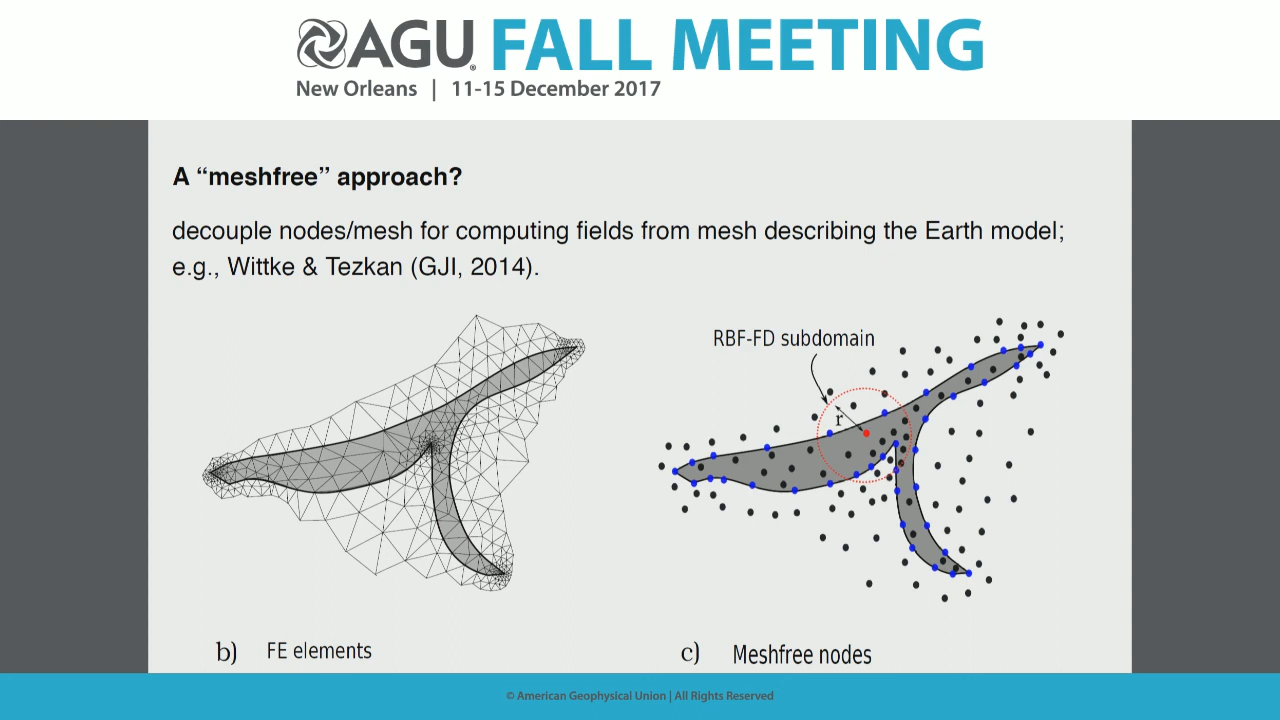 AGU FALL MEETING
New Orleans | 11-15 December 2017
A “meshfree” approach?
decouple nodes/mesh for computing fields from mesh describing the Earth model;
e.g., Wittke & Tezkan (GJI, 2014).
RBF-FD subdomain
r
b) FE elements
c) Meshfree nodes
© American Geophysical Union | All Rights Reserved